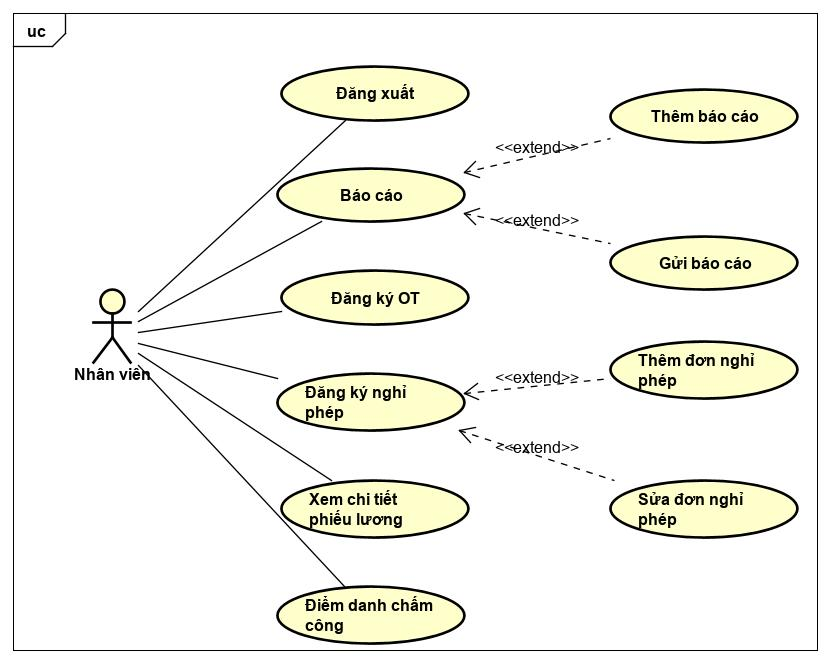 uc
Đăng xuất
Thêm báo cáo
<<extend>>
Báo cáo
<<extend>>
Gửi báo cáo
Đăng ký OT
Nhân viên
Thêm đơn nghỉ
phép
<<extend>>
Đăng ký nghỉ
phép
<<extend>>
Xem chi tiết
phiếu lương
Sửa đơn nghỉ
phép
Điểm danh chấm
công